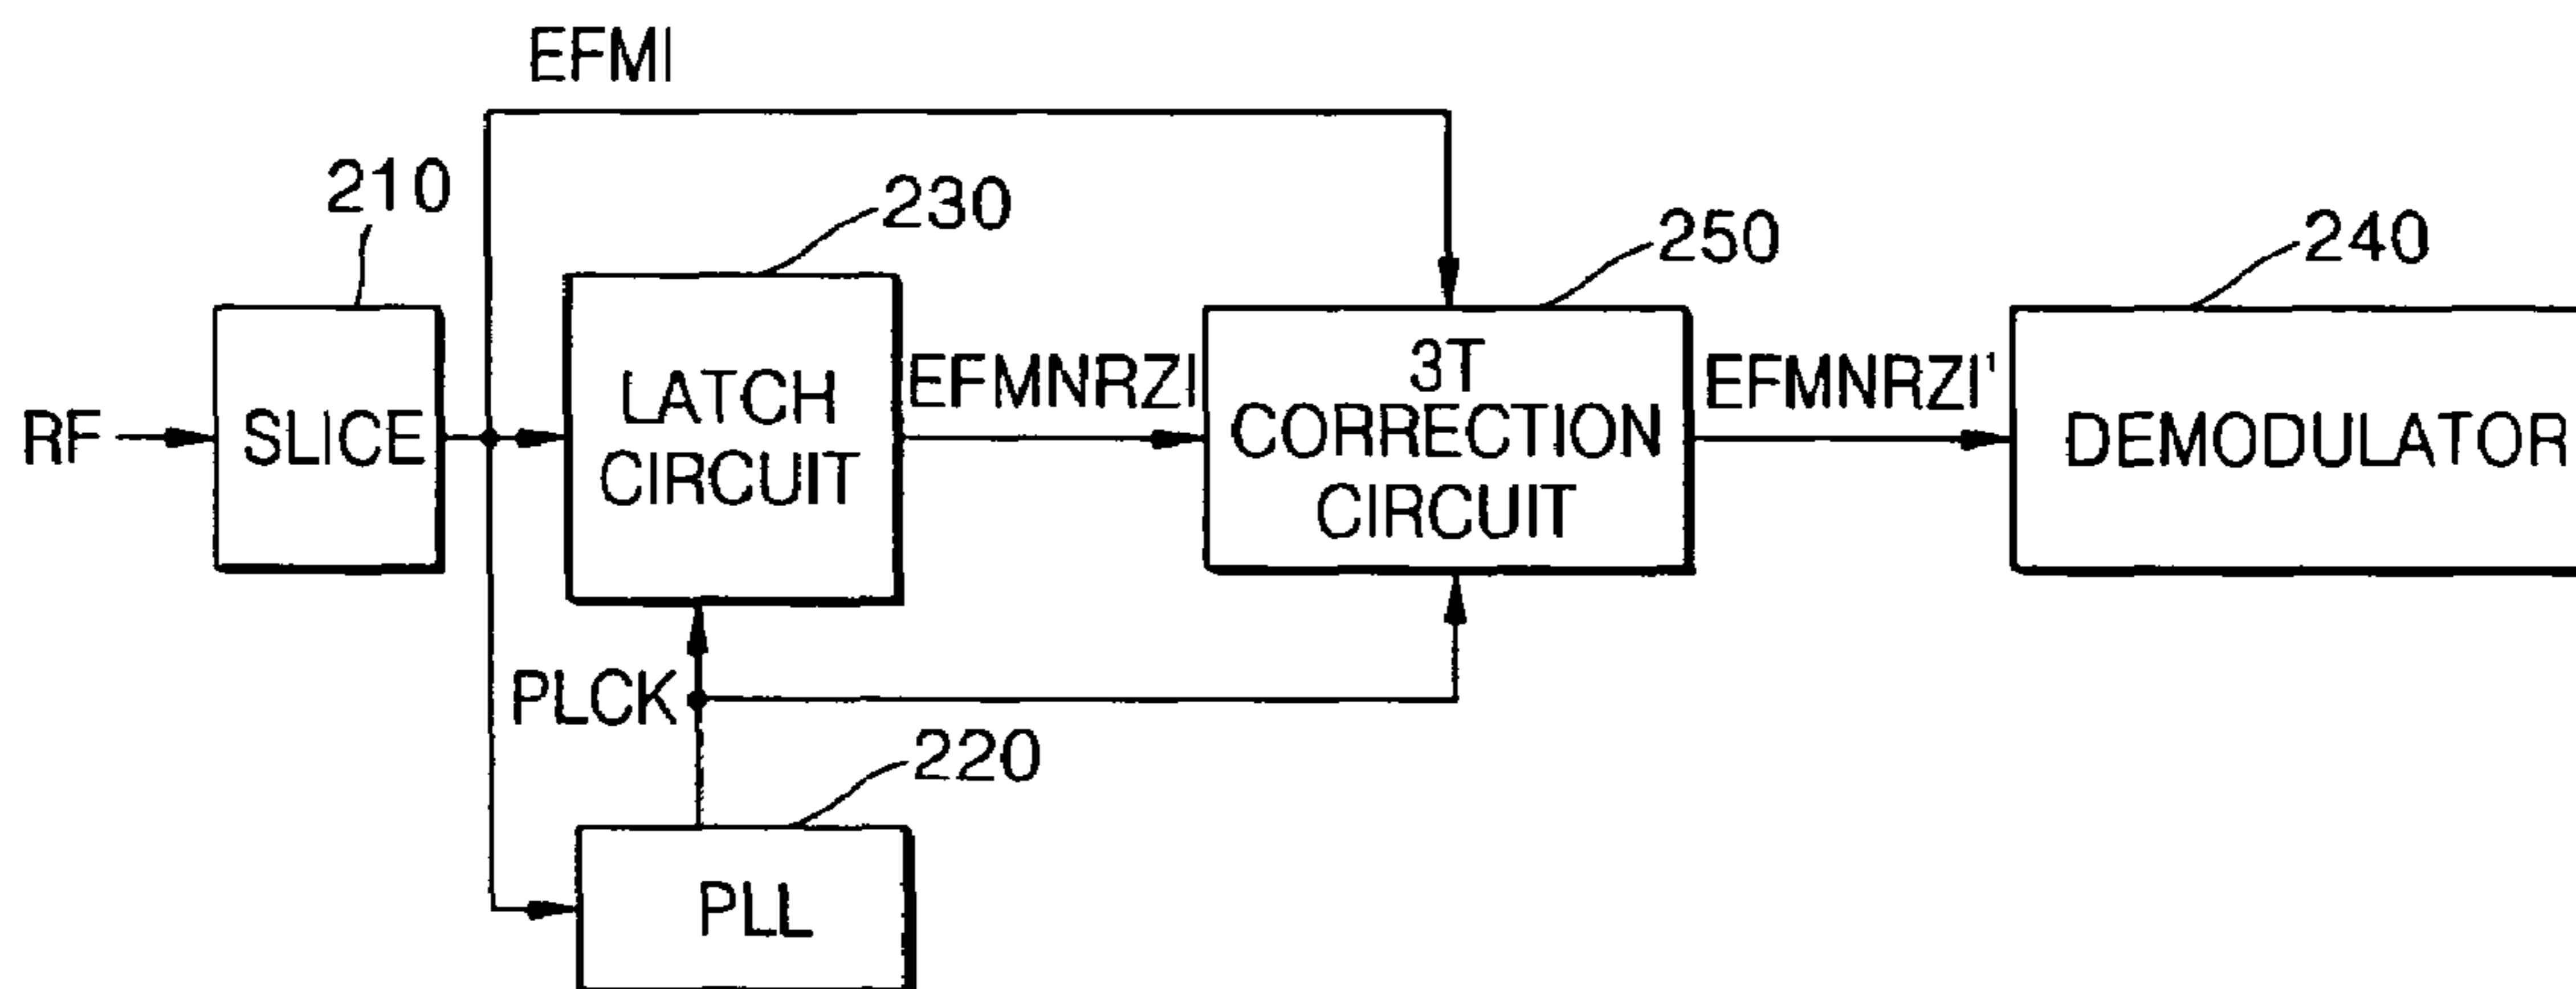 EFMI
210
230
250
240
RF
SLICE
LATCH
CIRCUIT
EFMNRZI
3T
CORRECTION
CIRCUIT
EFMNRZI'
DEMODULATOR
PLCK
220
PLL